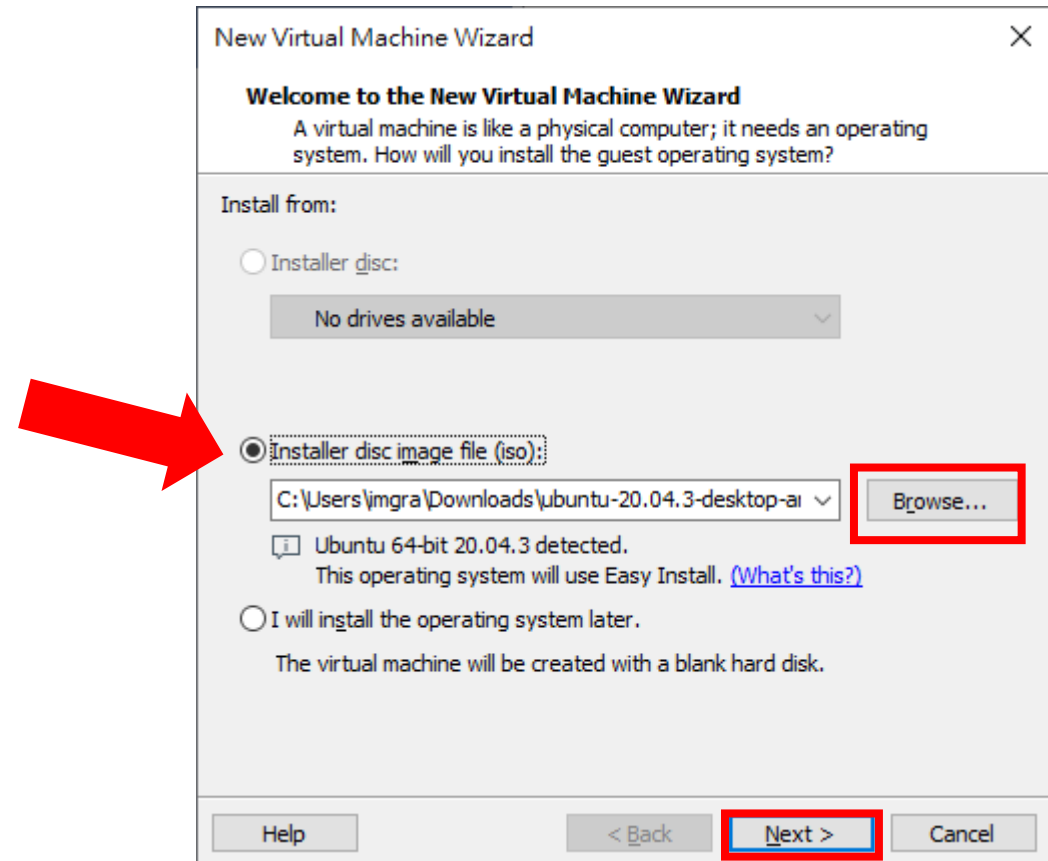 New Virtual Machine Wizard
Welcome to the New Virtual Machine Wizard
A virtual machine is like a physical computer; it needs an operating
system. How will you install the guest operating system?
Install from:
Installer disc:
No drives available
Installer disc image file (iso):
C:\Users\imgra\Downloads\ubuntu-20.04.3-desktop-ar
Browse...
Ubuntu 64-bit 20.04.3 detected.
This operating system will use Easy Install. (What's this?)
I will install the operating system later.
The virtual machine will be created with a blank hard disk.
Help
< Back
Next >
Cancel